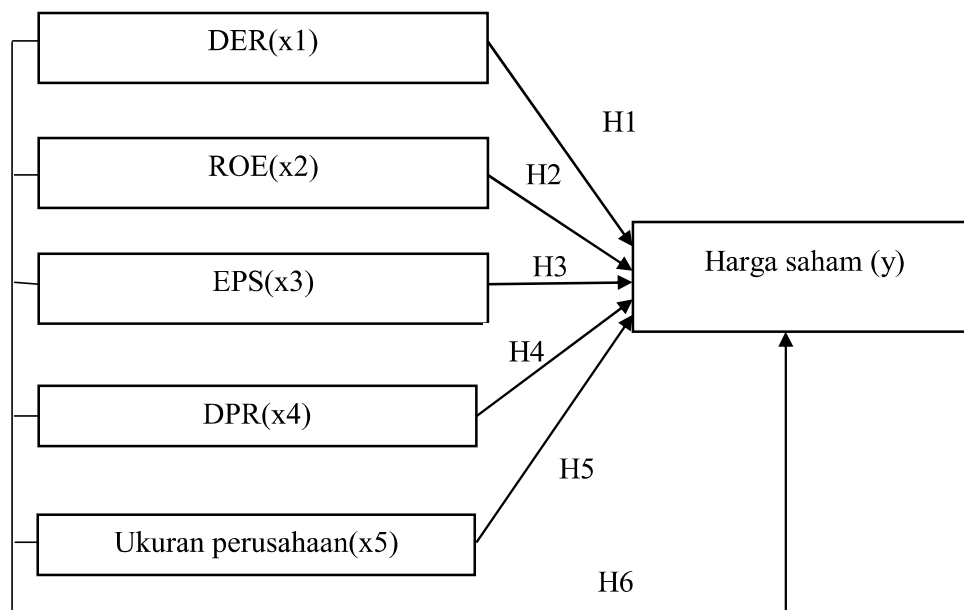 DER(x1)
H1
ROE(x2)
H2
Harga saham (y)
EPS(x3)
H3
H4
DPR(x4)
H5
Ukuran perusahaan(x5)
H6